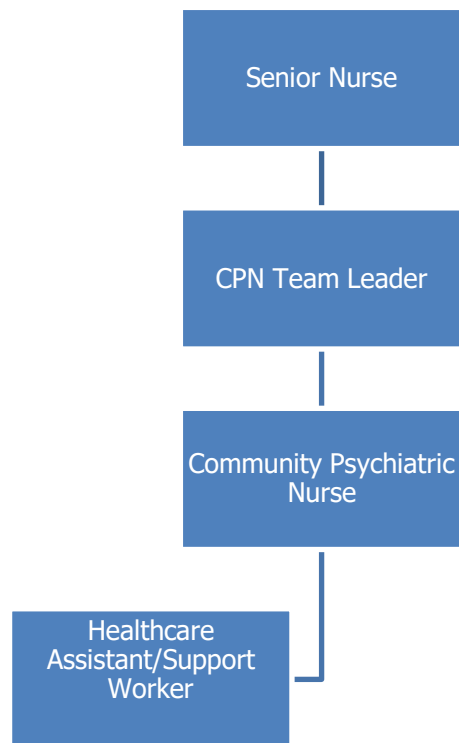 Senior Nurse
CPN Team Leader
Community Psychiatric
Nurse
Healthcare
Assistant/Support
Worker